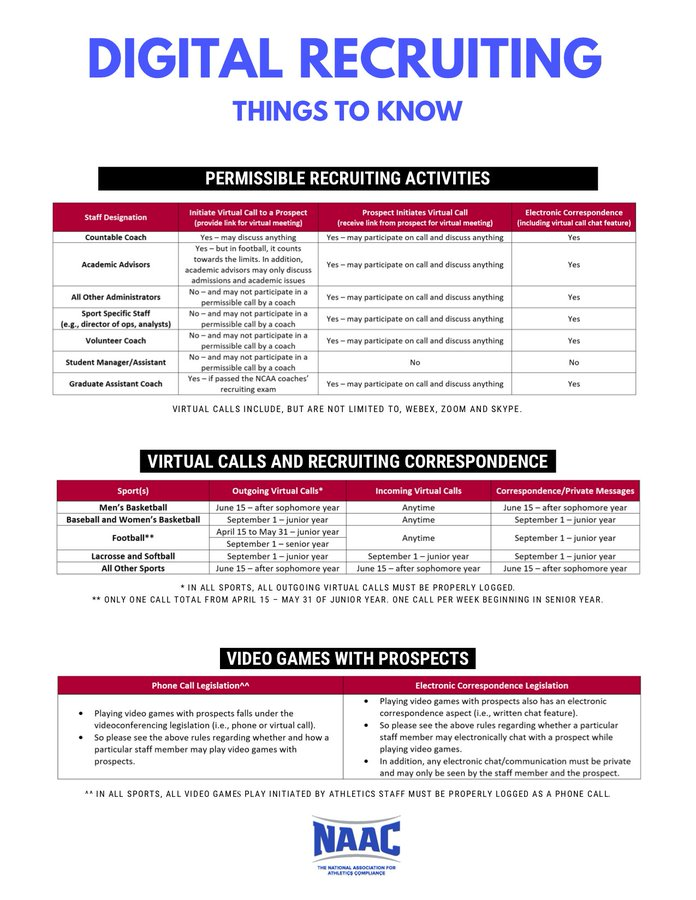 DIGITAL RECRUITING
THINGS TO KNOW
PERMISSIBLE RECRUITING ACTIVITIES
Staff Designation
Initiate Virtual Call to a Prospect
(provide link for virtual meeting)
Prospect Initiates Virtual Call
(receive link from prospect for virtual meeting)
Electronic Correspondence
(including virtual call chat feature)
Countable Coach
Yes – may discuss anything
Yes – may participate on call and discuss anything
Yes
Academic Advisors
Yes – but in football, it counts
towards the limits. In addition,
academic advisors may only discuss
admissions and academic issues
Yes – may participate on call and discuss anything
Yes
All Other Administrators
No – and may not participate in a
permissible call by a coach
Yes – may participate on call and discuss anything
Yes
Sport Specific Staff
(e.g., director of ops, analysts)
No – and may not participate in a
permissible call by a coach
Yes – may participate on call and discuss anything
Yes
Volunteer Coach
No – and may not participate in a
permissible call by a coach
Yes – may participate on call and discuss anything
Yes
Student Manager/Assistant
No – and may not participate in a
permissible call by a coach
No
No
Graduate Assistant Coach
Yes – if passed the NCAA coaches’
recruiting exam
Yes – may participate on call and discuss anything
Yes
VIRTUAL CALLS INCLUDE, BUT ARE NOT LIMITED TO, WEBEX, ZOOM AND SKYPE.
VIRTUAL CALLS AND RECRUITING CORRESPONDENCE
Sport(s)
Outgoing Virtual Calls*
Incoming Virtual Calls
Correspondence/Private Messages
Men’s Basketball
June 15 – after sophomore year
Anytime
June 15 – after sophomore year
Baseball and Women’s Basketball
September 1 – junior year
Anytime
September 1 – junior year
Football**
April 15 to May 31 – junior year
September 1 – senior year
Anytime
September 1 – junior year
Lacrosse and Softball
September 1 – junior year
September 1 – junior year
September 1 – junior year
All Other Sports
June 15 – after sophomore year
June 15 – after sophomore year
June 15 – after sophomore year
* IN ALL SPORTS, ALL OUTGOING VIRTUAL CALLS MUST BE PROPERLY LOGGED.
** ONLY ONE CALL TOTAL FROM APRIL 15 – MAY 31 OF JUNIOR YEAR. ONE CALL PER WEEK BEGINNING IN SENIOR YEAR.
VIDEO GAMES WITH PROSPECTS
Phone Call Legislation^^
Electronic Correspondence Legislation
• Playing video games with prospects falls under the
videoconferencing legislation (i.e., phone or virtual call).
• So please see the above rules regarding whether and how a
particular staff member may play video games with
prospects.
• Playing video games with prospects also has an electronic
correspondence aspect (i.e., written chat feature).
• So please see the above rules regarding whether a particular
staff member may electronically chat with a prospect while
playing video games.
• In addition, any electronic chat/communication must be private
and may only be seen by the staff member and the prospect.
^^ IN ALL SPORTS, ALL VIDEO GAMES PLAY INITIATED BY ATHLETICS STAFF MUST BE PROPERLY LOGGED AS A PHONE CALL.
NAAC
THE NATIONAL ASSOCIATION FOR
ATHLETICS COMPLIANCE